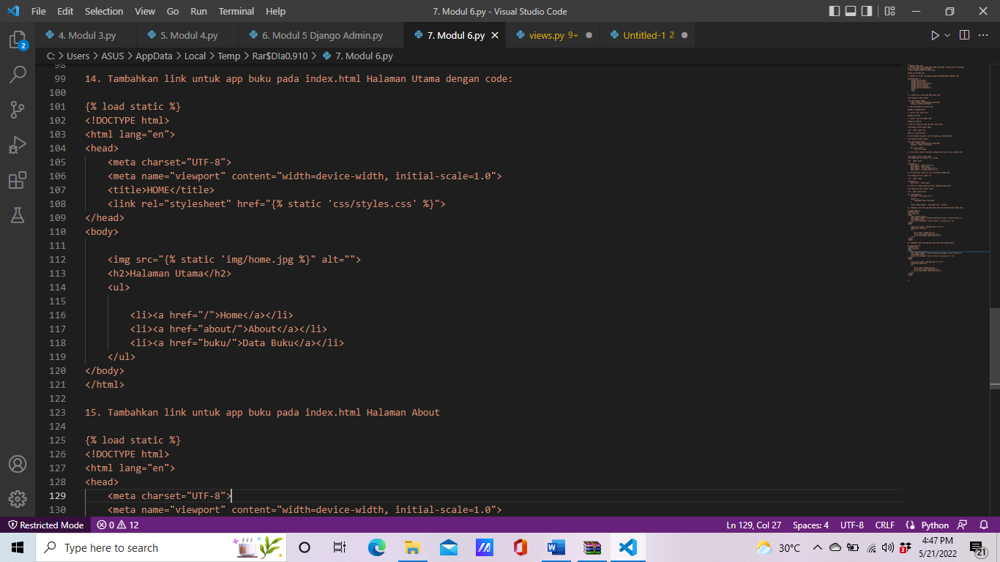 File Edit Selection View Go Run Terminal Help 7. Modul 6.py - Visual Studio Code
4. Modul 3.py 5. Modul 4.py 6. Modul 5 Django Admin.py 7. Modul 6.py views.py 9+ Untitled-1 2
C: > Users > ASUS > AppData > Local > Temp > Rar$DIa0.910 > 7. Modul 6.py
98
99 14. Tambahkan link untuk app buku pada index.html Halaman Utama dengan code:
100
101 {% load static %}
102 <!DOCTYPE html>
103 <html lang="en">
104 <head>
105     <meta charset="UTF-8">
106     <meta name="viewport" content="width=device-width, initial-scale=1.0">
107     <title>HOME</title>
108     <link rel="stylesheet" href="{% static 'css/styles.css' %}">
109 </head>
110 <body>
111
112     <img src="{% static 'img/home.jpg %}" alt="">
113     <h2>Halaman Utama</h2>
114     <ul>
115
116         <li><a href="/">Home</a></li>
117         <li><a href="about/">About</a></li>
118         <li><a href="buku/">Data Buku</a></li>
119     </ul>
120 </body>
121 </html>
122
123 15. Tambahkan link untuk app buku pada index.html Halaman About
124
125 {% load static %}
126 <!DOCTYPE html>
127 <html lang="en">
128 <head>
129     <meta charset="UTF-8">
130     <meta name="viewport" content="width=device-width, initial-scale=1.0">
2
Restricted Mode 0 12 Ln 129, Col 27 Spaces: 4 UTF-8 CRLF Python
Type here to search 30°C 4:47 PM
5/21/2022 21